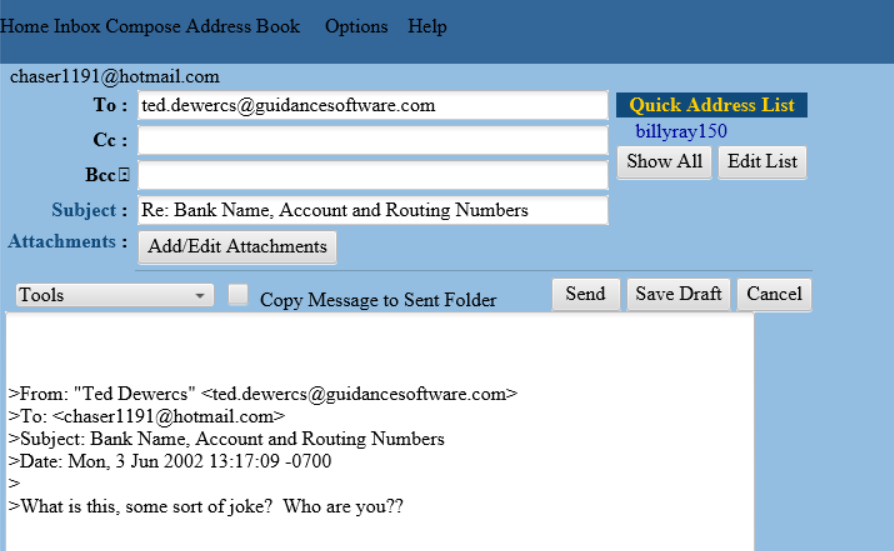 Home Inbox Compose Address Book Options Help
chaser1191@hotmail.com
To : ted.dewercs@guidancesoftware.com
Quick Address List
Cc :
billyray150
Bcc
Show All Edit List
Subject : Re: Bank Name, Account and Routing Numbers
Attachments : Add/Edit Attachments
Tools Copy Message to Sent Folder Send Save Draft Cancel
>From: "Ted Dewercs" <ted.dewercs@guidancesoftware.com>
>To: <chaser1191@hotmail.com>
>Subject: Bank Name, Account and Routing Numbers
>Date: Mon, 3 Jun 2002 13:17:09 -0700
>
>What is this, some sort of joke?  Who are you??